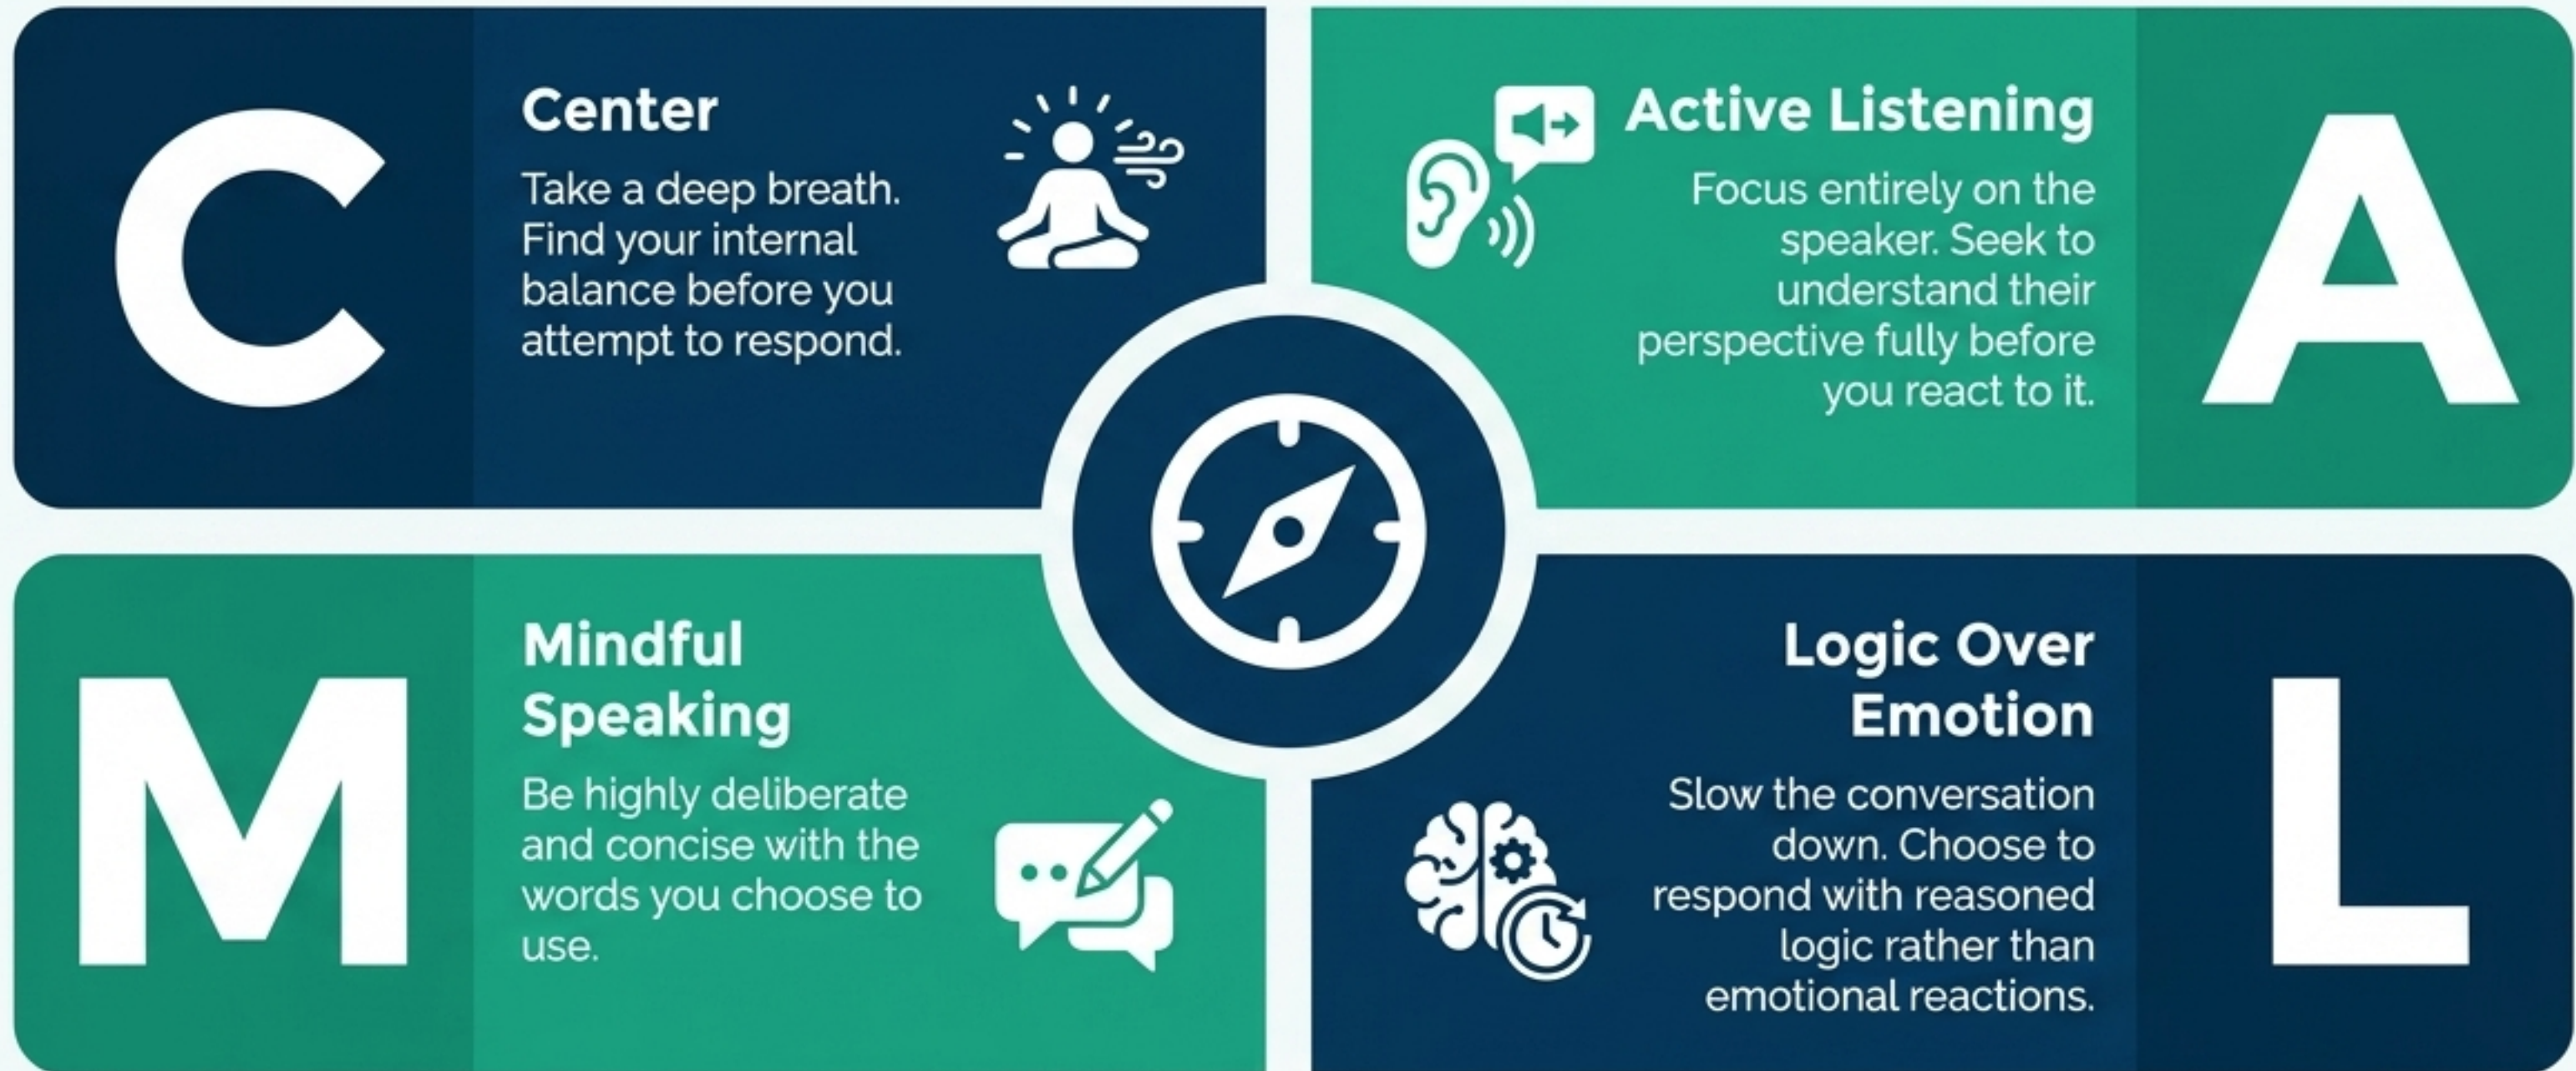 C
Center
Take a deep breath.
Find your internal
balance before you
attempt to respond.
Active Listening
Focus entirely on the
speaker. Seek to
understand their
perspective fully before
you react to it.
A
M
Mindful
Speaking
Be highly deliberate
and concise with the
words you choose to
use.
Logic Over
Emotion
Slow the conversation
down. Choose to
respond with reasoned
logic rather than
emotional reactions.
L